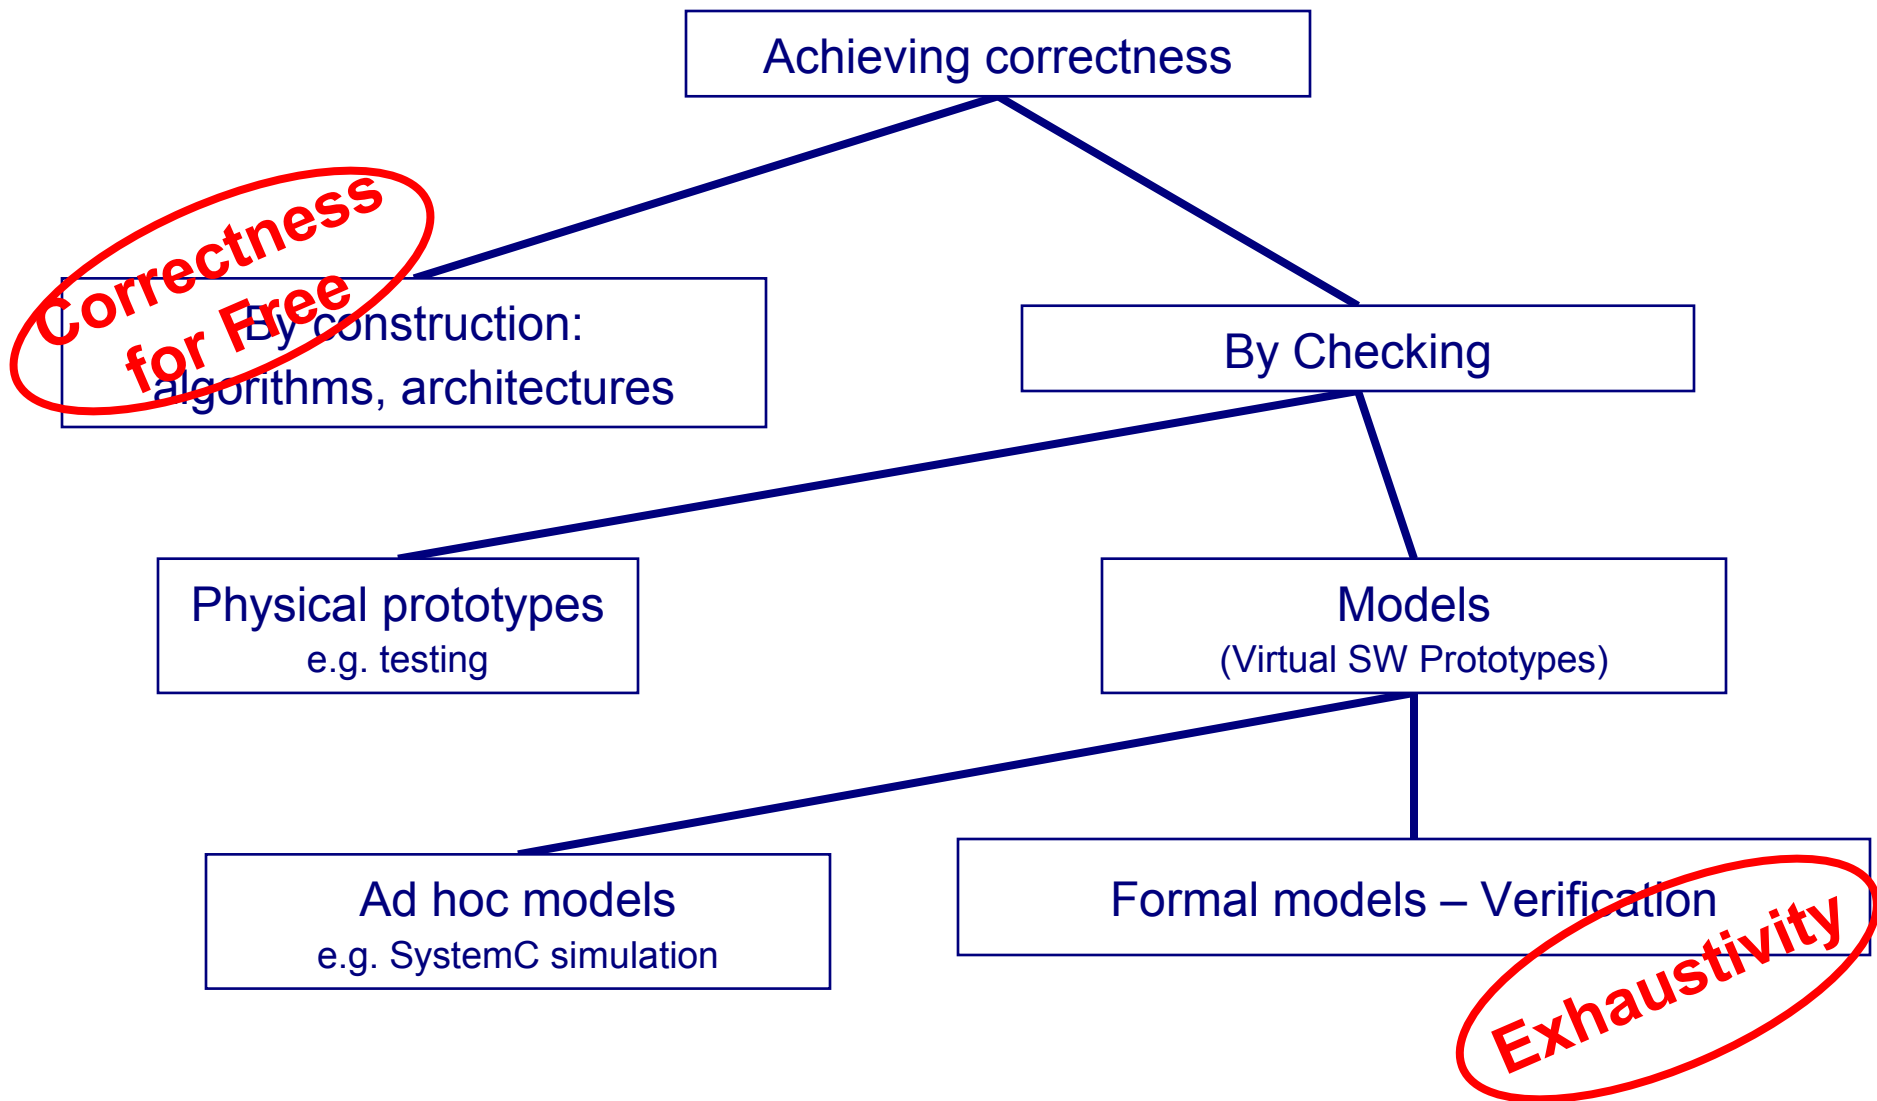 Achieving correctness
Correctness
for Free
By construction:
algorithms, architectures
By Checking
Physical prototypes
e.g. testing
Models
(Virtual SW Prototypes)
Ad hoc models
e.g. SystemC simulation
Formal models – Verification
Exhaustivity